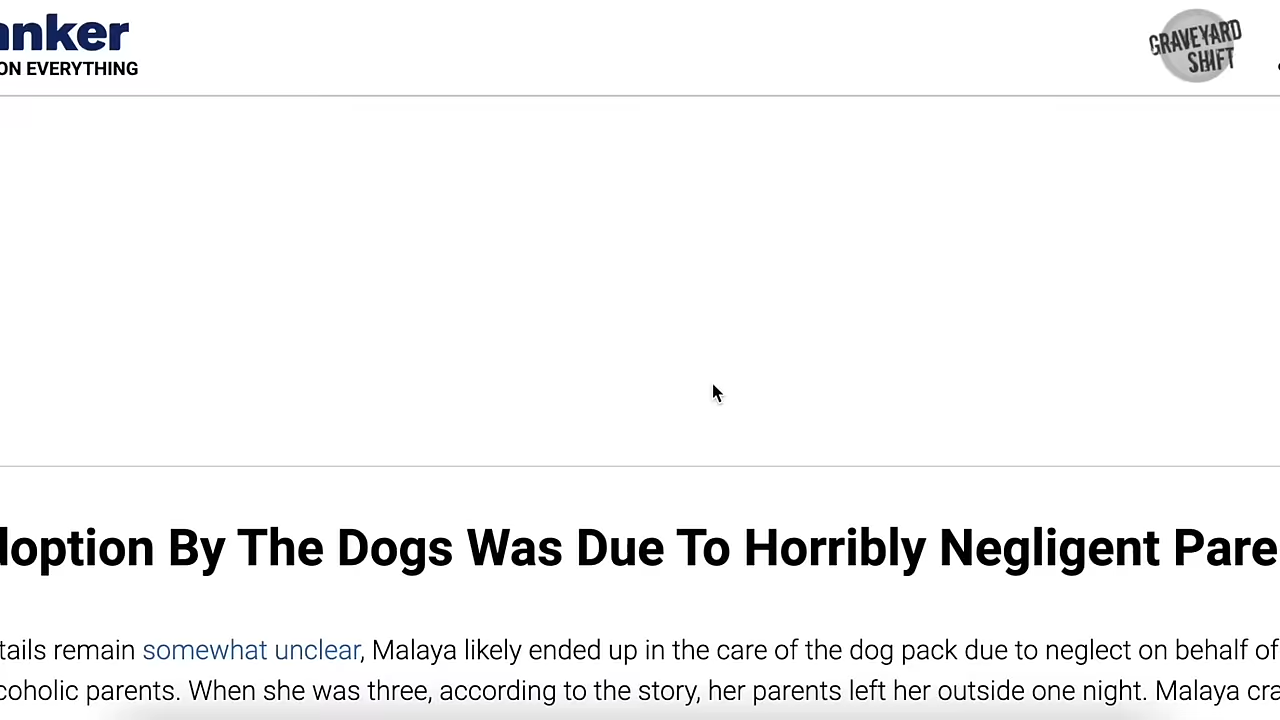 anker
ON EVERYTHING
GRAVEYARD
SHIFT
doption By The Dogs Was Due To Horribly Negligent Pare
tails remain somewhat unclear, Malaya likely ended up in the care of the dog pack due to neglect on behalf of
coholic parents. When she was three, according to the story, her parents left her outside one night. Malaya cra